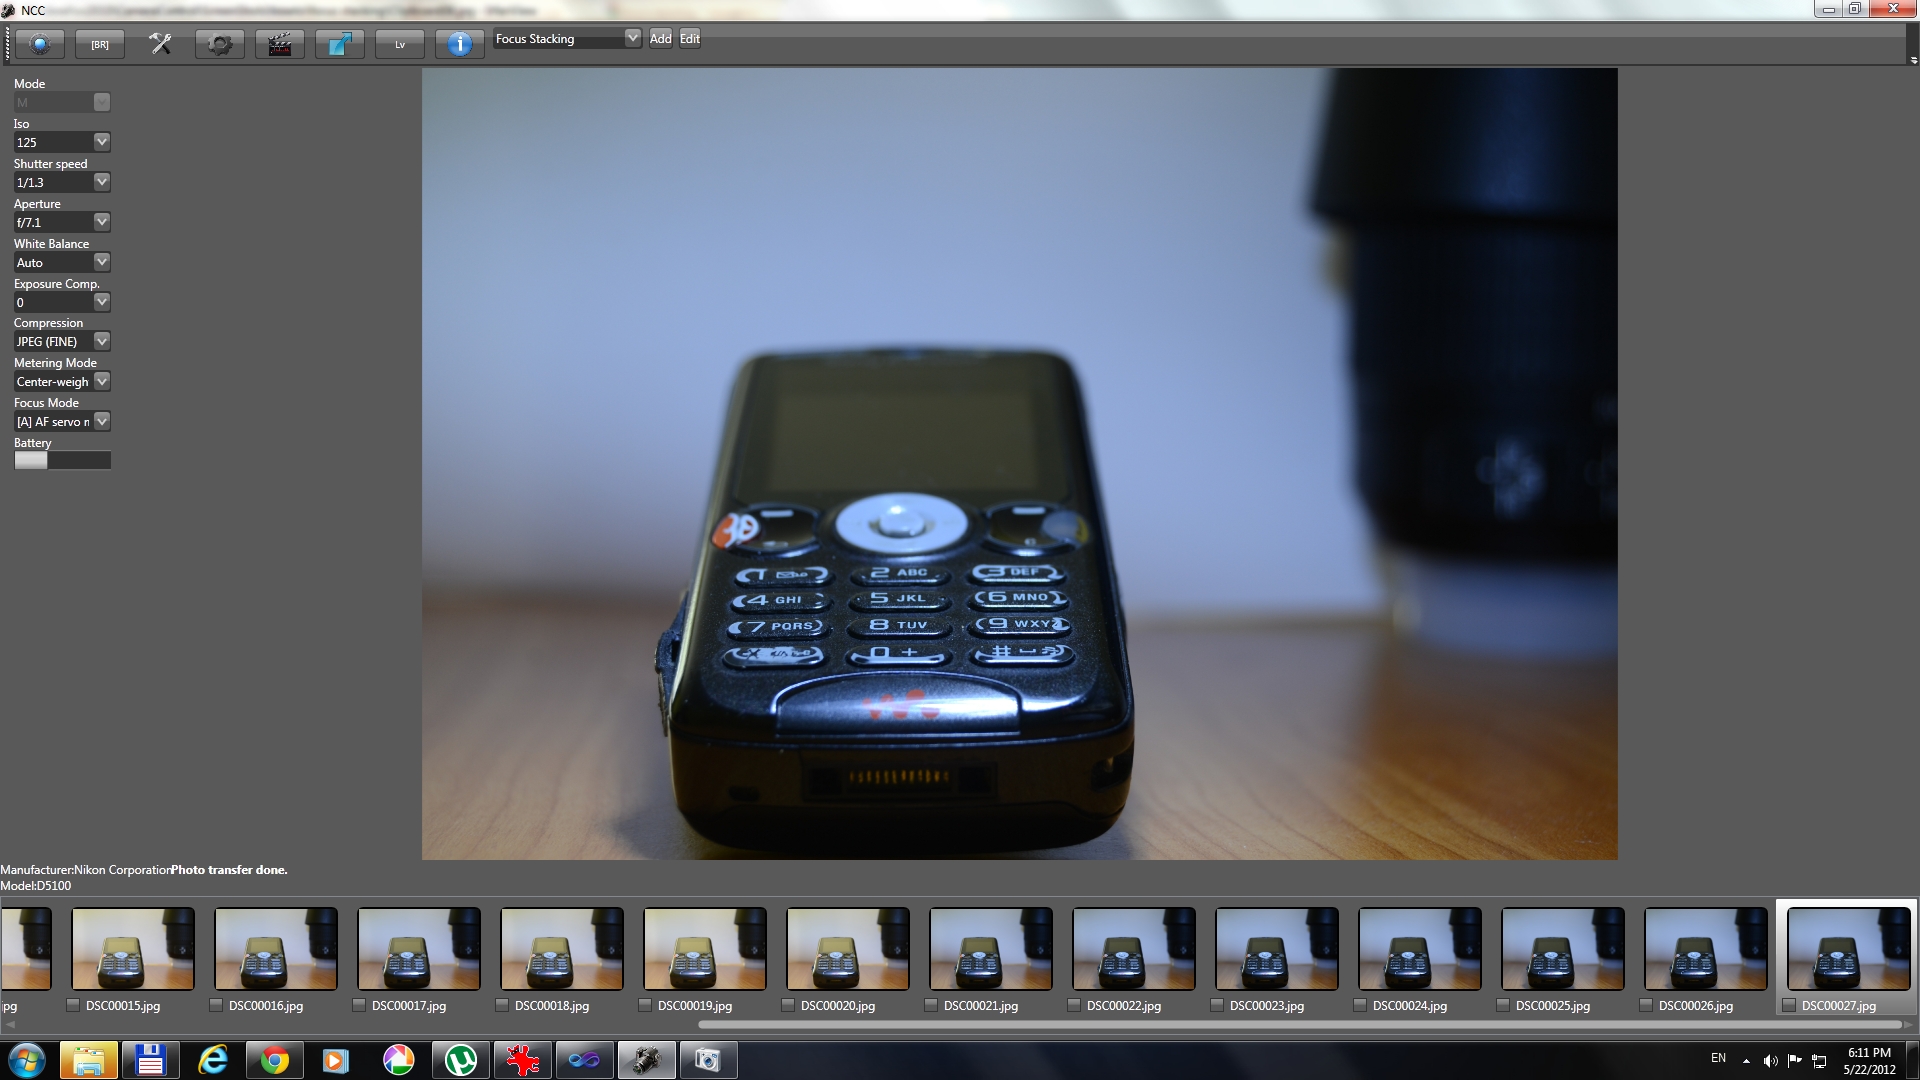 NCC
[BR]
Lv
Focus Stacking
Add
Edit
Mode
M
Iso
125
Shutter speed
1/1.3
Aperture
f/7.1
White Balance
Auto
Exposure Comp.
0
Compression
JPEG (FINE)
Metering Mode
Center-weigh
Focus Mode
[A] AF servo n
Battery
1
2 ABC
3 DEF
4 GHI
5 JKL
6 MNO
7 PQRS
8 TUV
9 WXYZ
0 +
#
Manufacturer:Nikon CorporationPhoto transfer done.
Model:D5100
jpg
DSC00015.jpg
DSC00016.jpg
DSC00017.jpg
DSC00018.jpg
DSC00019.jpg
DSC00020.jpg
DSC00021.jpg
DSC00022.jpg
DSC00023.jpg
DSC00024.jpg
DSC00025.jpg
DSC00026.jpg
DSC00027.jpg
EN
6:11 PM
5/22/2012